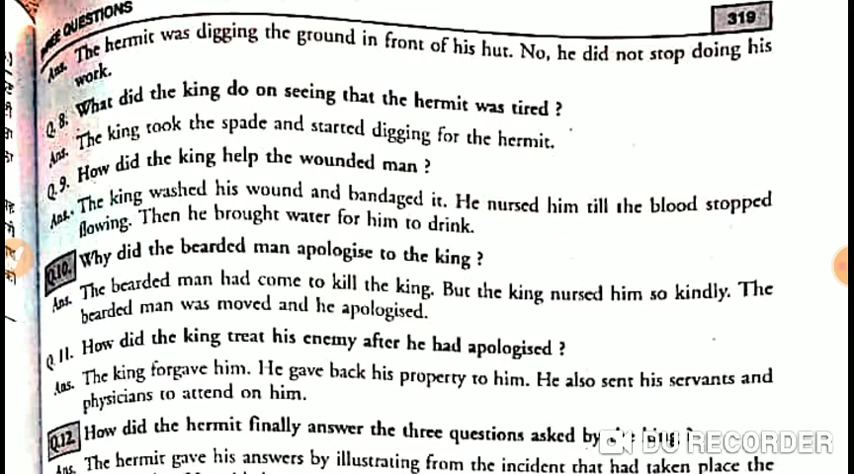 THREE QUESTIONS
319
Ans. The hermit was digging the ground in front of his hut. No, he did not stop doing his
work.
Q. 8. What did the king do on seeing that the hermit was tired ?
Ans. The king took the spade and started digging for the hermit.
Q. 9. How did the king help the wounded man ?
Ans. The king washed his wound and bandaged it. He nursed him till the blood stopped
flowing. Then he brought water for him to drink.
Q.10. Why did the bearded man apologise to the king ?
Ans. The bearded man had come to kill the king. But the king nursed him so kindly. The
bearded man was moved and he apologised.
Q. 11. How did the king treat his enemy after he had apologised ?
Ans. The king forgave him. He gave back his property to him. He also sent his servants and
physicians to attend on him.
Q.12. How did the hermit finally answer the three questions asked by the king ?
DU RECORDER
Ans. The hermit gave his answers by illustrating from the incident that had taken place the